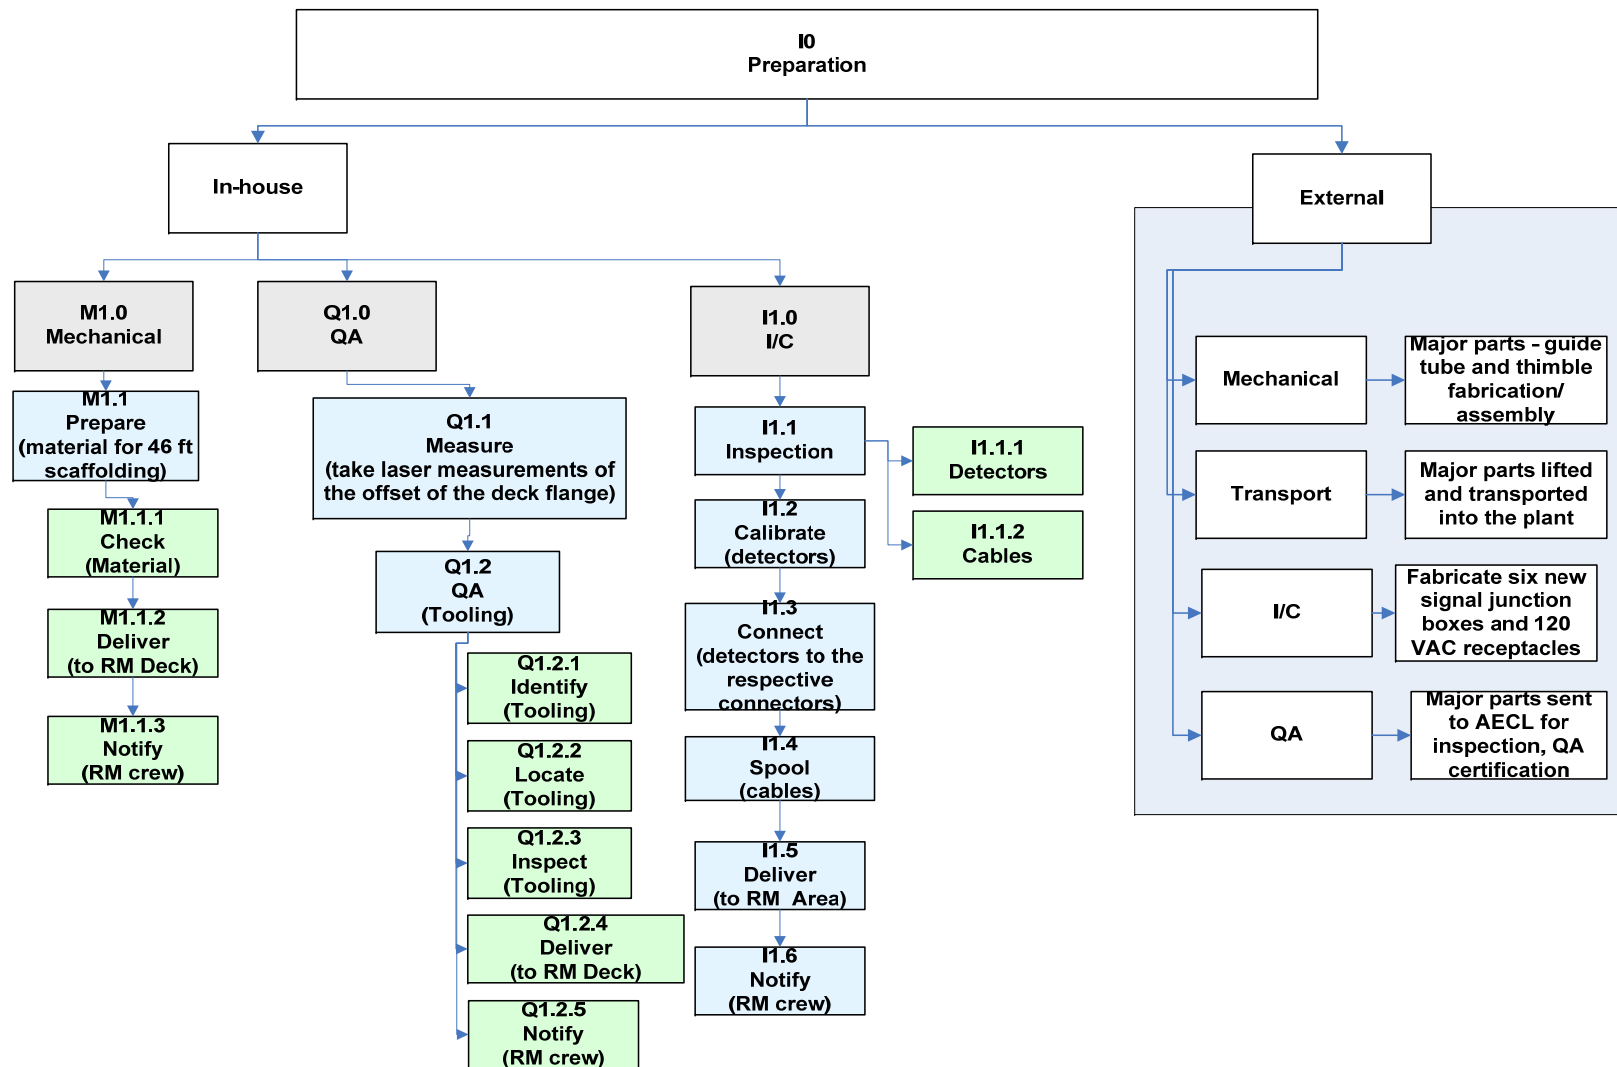 I0
Preparation
In-house
External
M1.0
Mechanical
Q1.0
QA
I1.0
I/C
M1.1
Prepare
(material for 46 ft
scaffolding)
M1.1.1
Check
(Material)
M1.1.2
Deliver
(to RM Deck)
M1.1.3
Notify
(RM crew)
Q1.1
Measure
(take laser measurements of
the offset of the deck flange)
Q1.2
QA
(Tooling)
Q1.2.1
Identify
(Tooling)
Q1.2.2
Locate
(Tooling)
Q1.2.3
Inspect
(Tooling)
Q1.2.4
Deliver
(to RM Deck)
Q1.2.5
Notify
(RM crew)
I1.1
Inspection
I1.1.1
Detectors
I1.1.2
Cables
I1.2
Calibrate
(detectors)
I1.3
Connect
(detectors to the
respective
connectors)
I1.4
Spool
(cables)
I1.5
Deliver
(to RM Area)
I1.6
Notify
(RM crew)
Mechanical
Major parts - guide
tube and thimble
fabrication/
assembly
Transport
Major parts lifted
and transported
into the plant
I/C
Fabricate six new
signal junction
boxes and 120
VAC receptacles
QA
Major parts sent
to AECL for
inspection, QA
certification